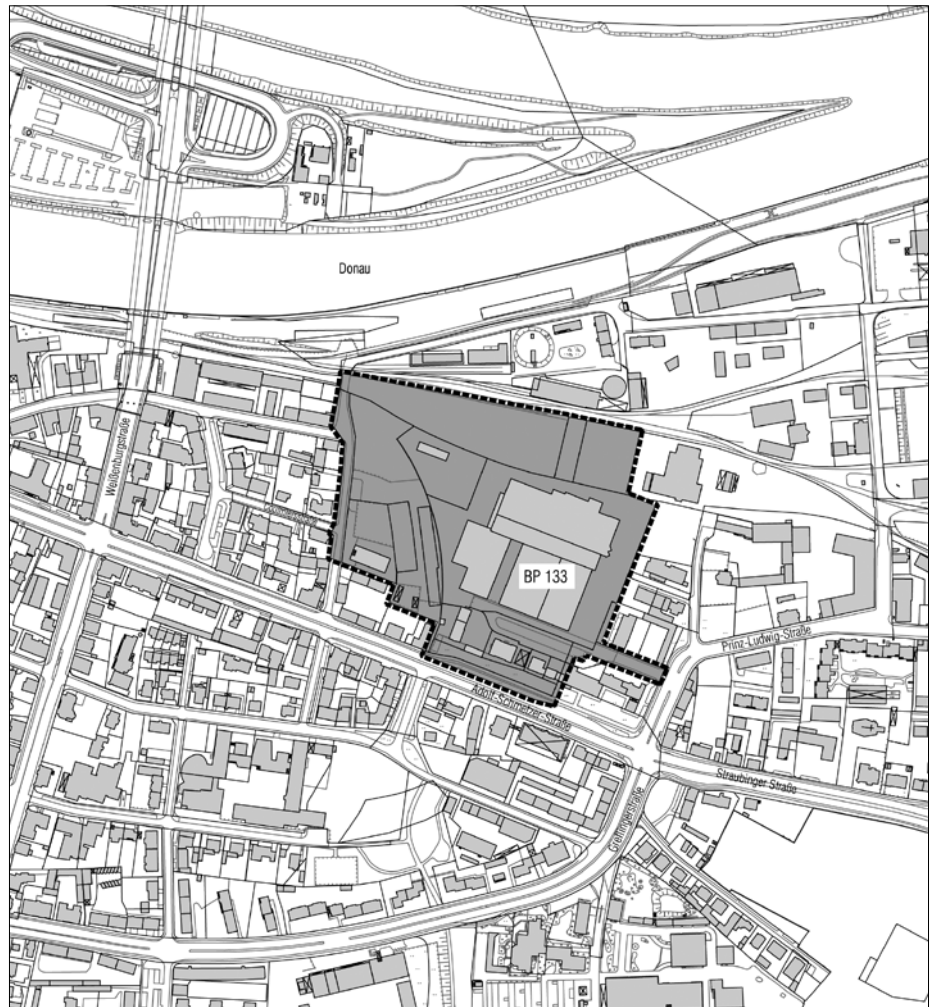 Donau
Weißenburgstraße
BP 133
Prinz-Ludwig-Straße
Adolf-Schmetzer-Straße
Straubinger Straße
Greflingerstraße